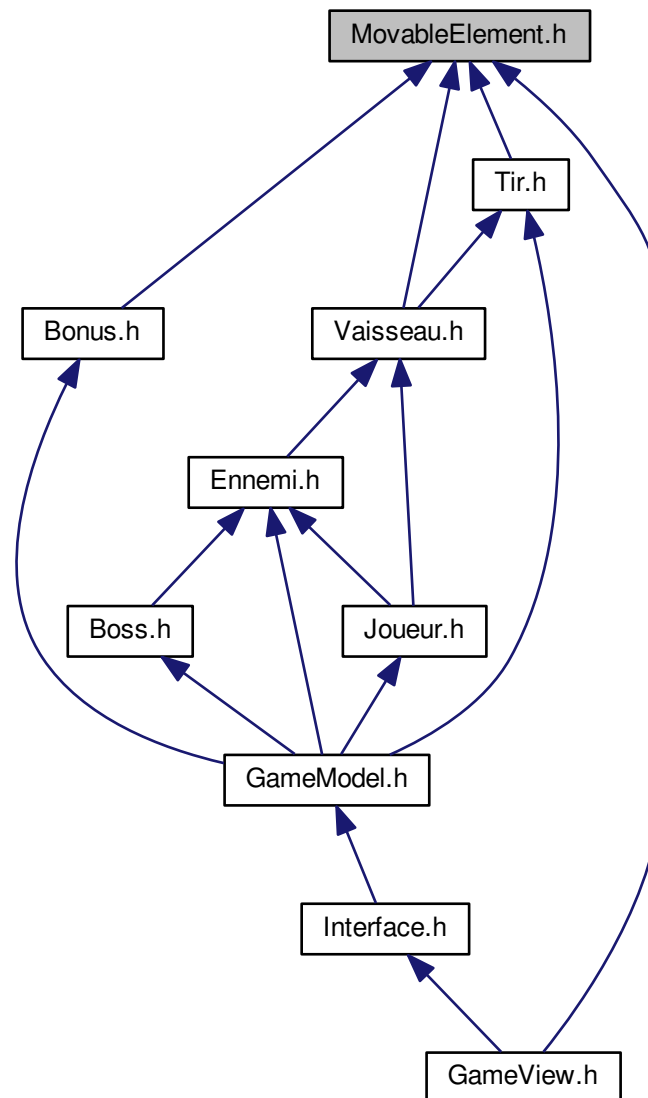 MovableElement.h
Tir.h
Bonus.h
Vaisseau.h
Ennemi.h
Boss.h
Joueur.h
GameModel.h
Interface.h
GameView.h